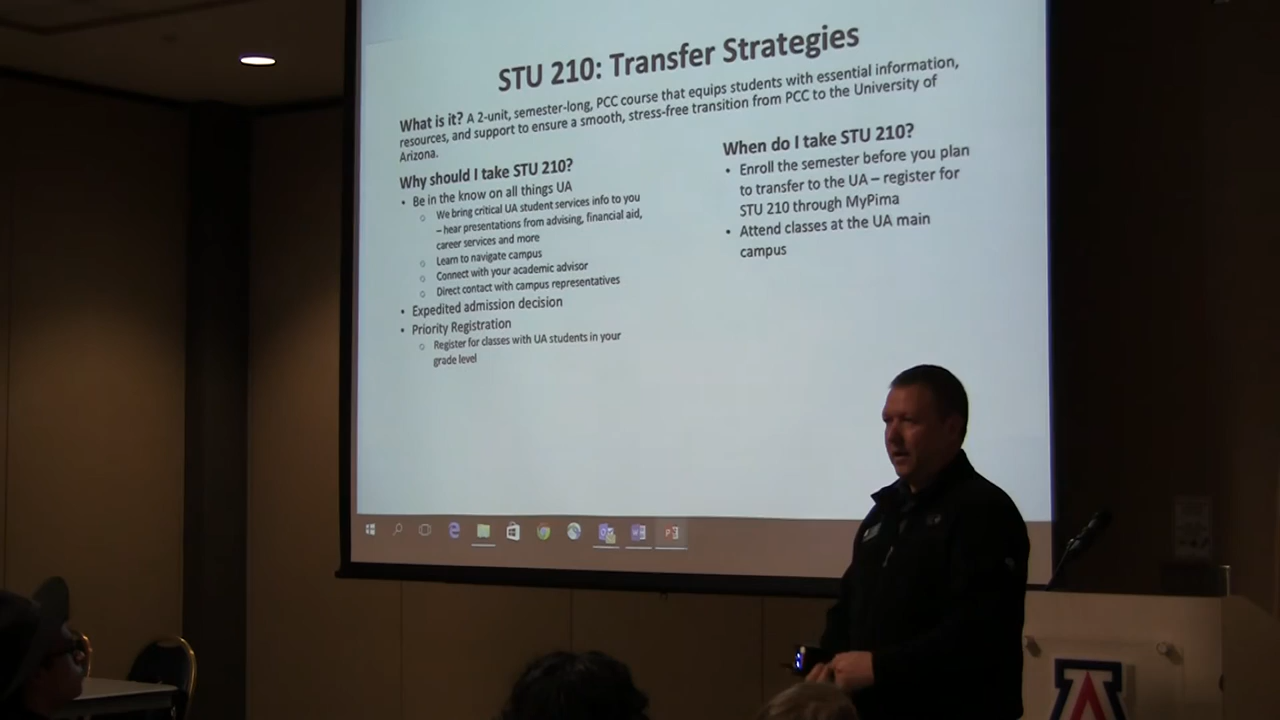 STU 210: Transfer Strategies
What is it? A 2-unit, semester-long, PCC course that equips students with essential information,
resources, and support to ensure a smooth, stress-free transition from PCC to the University of
Arizona.
Why should I take STU 210?
• Be in the know on all things UA
o We bring critical UA student services info to you
– hear presentations from advising, financial aid,
career services and more
o Learn to navigate campus
o Connect with your academic advisor
o Direct contact with campus representatives
• Expedited admission decision
• Priority Registration
o Register for classes with UA students in your
grade level
When do I take STU 210?
• Enroll the semester before you plan
to transfer to the UA – register for
STU 210 through MyPima
• Attend classes at the UA main
campus
A